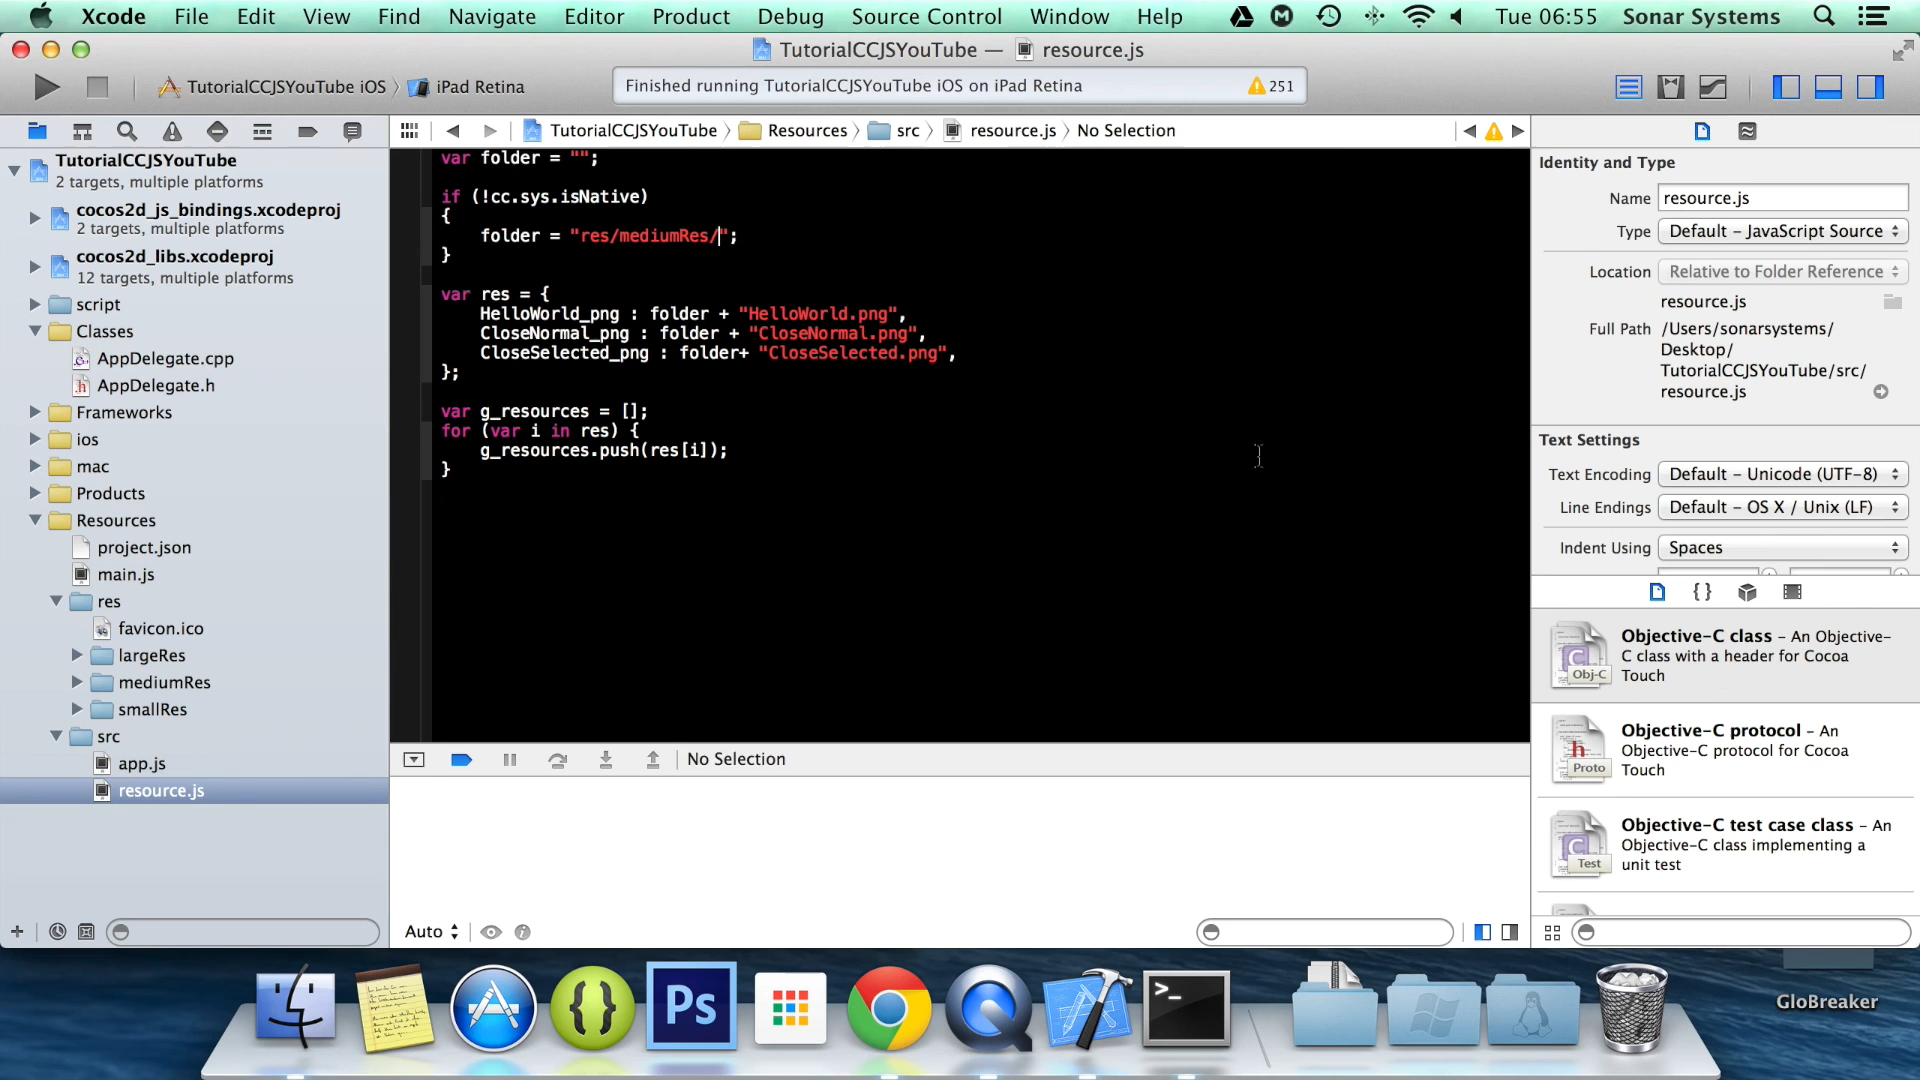 Xcode File Edit View Find Navigate Editor Product Debug Source Control Window Help Tue 06:55 Sonar Systems
TutorialCCJSYouTube — resource.js
TutorialCCJSYouTube iOS iPad Retina
Finished running TutorialCCJSYouTube iOS on iPad Retina 251
TutorialCCJSYouTube Resources src resource.js No Selection
TutorialCCJSYouTube
2 targets, multiple platforms
cocos2d_js_bindings.xcodeproj
2 targets, multiple platforms
cocos2d_libs.xcodeproj
12 targets, multiple platforms
script
Classes
AppDelegate.cpp
AppDelegate.h
Frameworks
ios
mac
Products
Resources
project.json
main.js
res
favicon.ico
largeRes
mediumRes
smallRes
src
app.js
resource.js
var folder = "";
if (!cc.sys.isNative)
{
folder = "res/mediumRes/";
}
var res = {
HelloWorld_png : folder + "HelloWorld.png",
CloseNormal_png : folder + "CloseNormal.png",
CloseSelected_png : folder+ "CloseSelected.png",
};
var g_resources = [];
for (var i in res) {
g_resources.push(res[i]);
}
No Selection
Auto
Identity and Type
Name resource.js
Type Default – JavaScript Source
Location Relative to Folder Reference
resource.js
Full Path /Users/sonarsystems/
Desktop/
TutorialCCJSYouTube/src/
resource.js
Text Settings
Text Encoding Default – Unicode (UTF-8)
Line Endings Default – OS X / Unix (LF)
Indent Using Spaces
{ }
Objective-C class – An Objective-
C class with a header for Cocoa
Touch
Obj-C
Objective-C protocol – An
Objective-C protocol for Cocoa
Touch
Proto
Objective-C test case class – An
Objective-C class implementing a
unit test
Test
Ps
GloBreaker